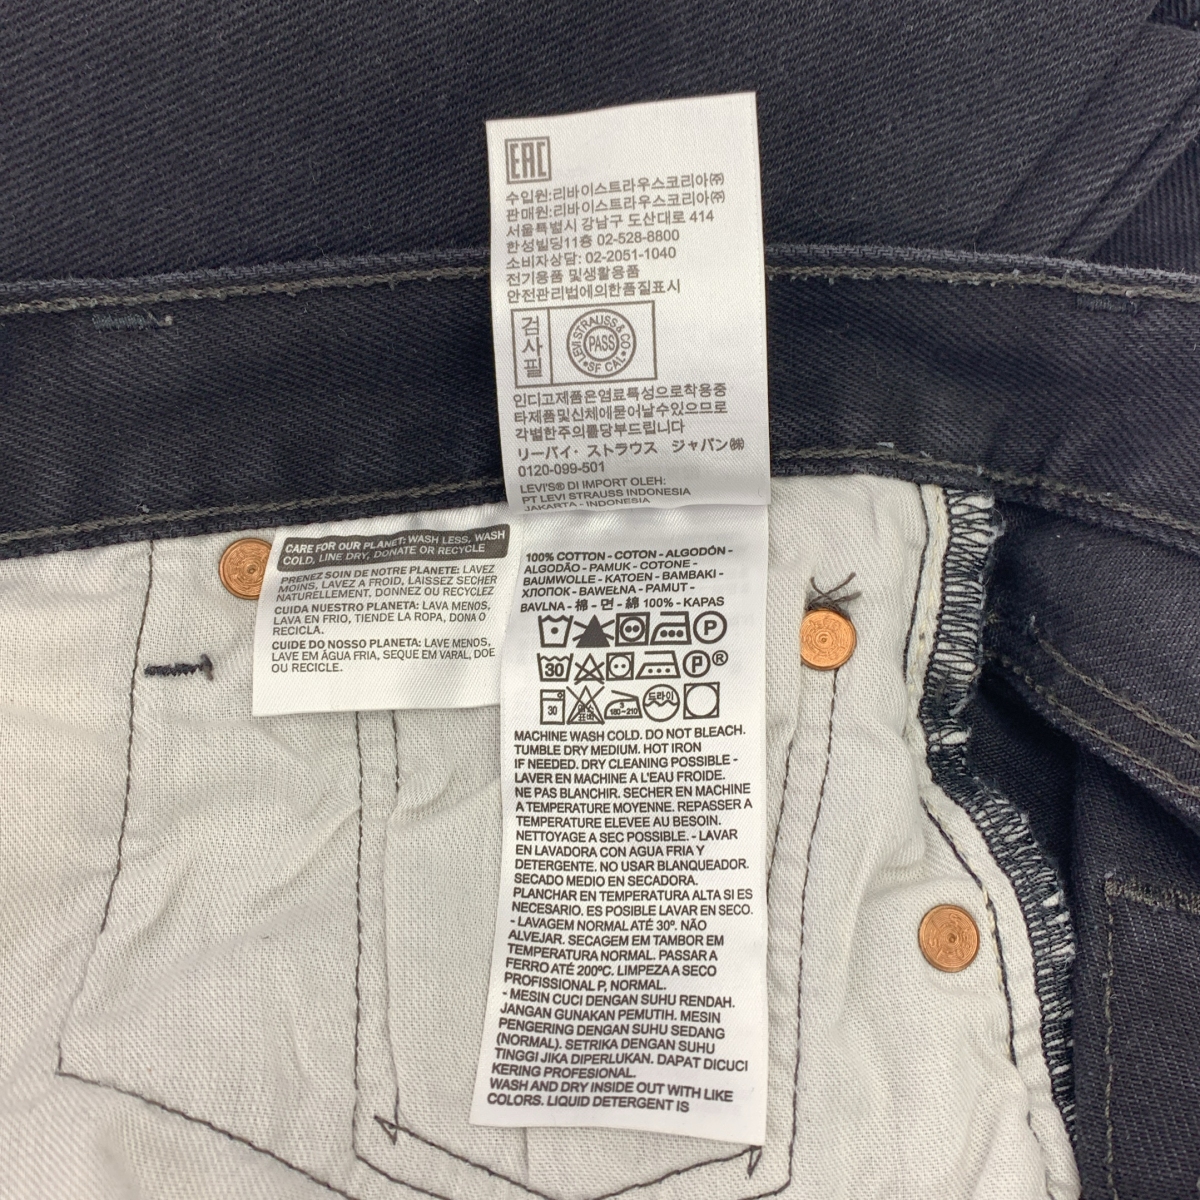 EAC
수입원:리바이스트라우스코리아㈜
판매원:리바이스트라우스코리아㈜
서울특별시 강남구 도산대로 414
한성빌딩11층 02-528-8800
소비자상담: 02-2051-1040
전기용품 및생활용품
안전관리법에의한품질표시
검사필
LEVI STRAUSS & CO
PASS
SF CAL
인디고제품은염료특성으로착용중
타제품및신체에묻어날수있으므로
각별한주의를당부드립니다
リーバイ・ストラウス ジャパン㈱
0120-099-501
LEVI'S® DI IMPORT OLEH:
PT LEVI STRAUSS INDONESIA
JAKARTA - INDONESIA
CARE FOR OUR PLANET: WASH LESS, WASH
COLD, LINE DRY, DONATE OR RECYCLE
PRENEZ SOIN DE NOTRE PLANETE: LAVEZ
MOINS, LAVEZ A FROID, LAISSEZ SECHER
NATURELLEMENT, DONNEZ OU RECYCLEZ
CUIDA NUESTRO PLANETA: LAVA MENOS,
LAVA EN FRIO, TIENDE LA ROPA, DONA O
RECICLA.
CUIDE DO NOSSO PLANETA: LAVE MENOS,
LAVE EM ÁGUA FRIA, SEQUE EM VARAL, DOE
OU RECICLE.
100% COTTON - COTON - ALGODÓN -
ALGODÃO - PAMUK - COTONE -
BAUMWOLLE - KATOEN - BAMBAKI -
ХЛОПОК - BAWEŁNA - PAMUT -
BAVLNA - 棉 - 면 - 綿 100% - KAPAS
P
30 P®
30 180~210 드라이
MACHINE WASH COLD. DO NOT BLEACH.
TUMBLE DRY MEDIUM. HOT IRON
IF NEEDED. DRY CLEANING POSSIBLE -
LAVER EN MACHINE A L'EAU FROIDE.
NE PAS BLANCHIR. SECHER EN MACHINE
A TEMPERATURE MOYENNE. REPASSER A
TEMPERATURE ELEVEE AU BESOIN.
NETTOYAGE A SEC POSSIBLE. - LAVAR
EN LAVADORA CON AGUA FRIA Y
DETERGENTE. NO USAR BLANQUEADOR.
SECADO MEDIO EN SECADORA.
PLANCHAR EN TEMPERATURA ALTA SI ES
NECESARIO. ES POSIBLE LAVAR EN SECO.
- LAVAGEM NORMAL ATÉ 30º. NÃO
ALVEJAR. SECAGEM EM TAMBOR EM
TEMPERATURA NORMAL. PASSAR A
FERRO ATÉ 200ºC. LIMPEZA A SECO
PROFISSIONAL P, NORMAL.
- MESIN CUCI DENGAN SUHU RENDAH.
JANGAN GUNAKAN PEMUTIH. MESIN
PENGERING DENGAN SUHU SEDANG
(NORMAL). SETRIKA DENGAN SUHU
TINGGI JIKA DIPERLUKAN. DAPAT DICUCI
KERING PROFESIONAL.
WASH AND DRY INSIDE OUT WITH LIKE
COLORS. LIQUID DETERGENT IS